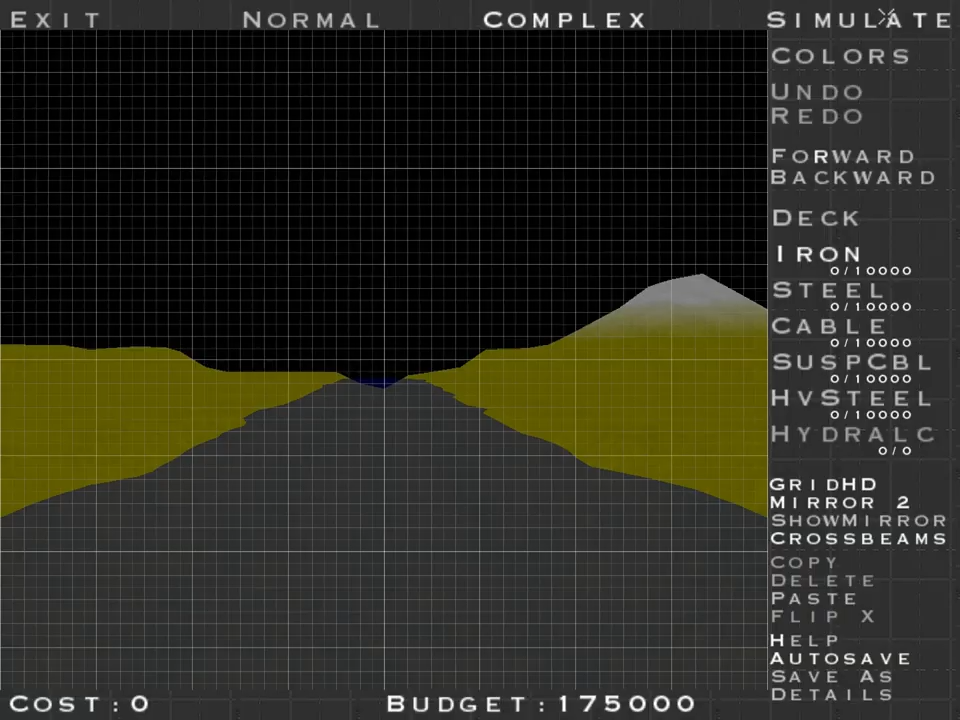 EXIT NORMAL COMPLEX SIMULATE
COLORS
UNDO
REDO
FORWARD
BACKWARD
DECK
IRON
0/10000
STEEL
0/10000
CABLE
0/10000
SUSPCBL
0/10000
HVSTEEL
0/10000
HYDRALC
0/0
GRIDHD
MIRROR 2
SHOWMIRROR
CROSSBEAMS
COPY
DELETE
PASTE
FLIP X
HELP
AUTOSAVE
SAVE AS
DETAILS
COST:0 BUDGET:175000